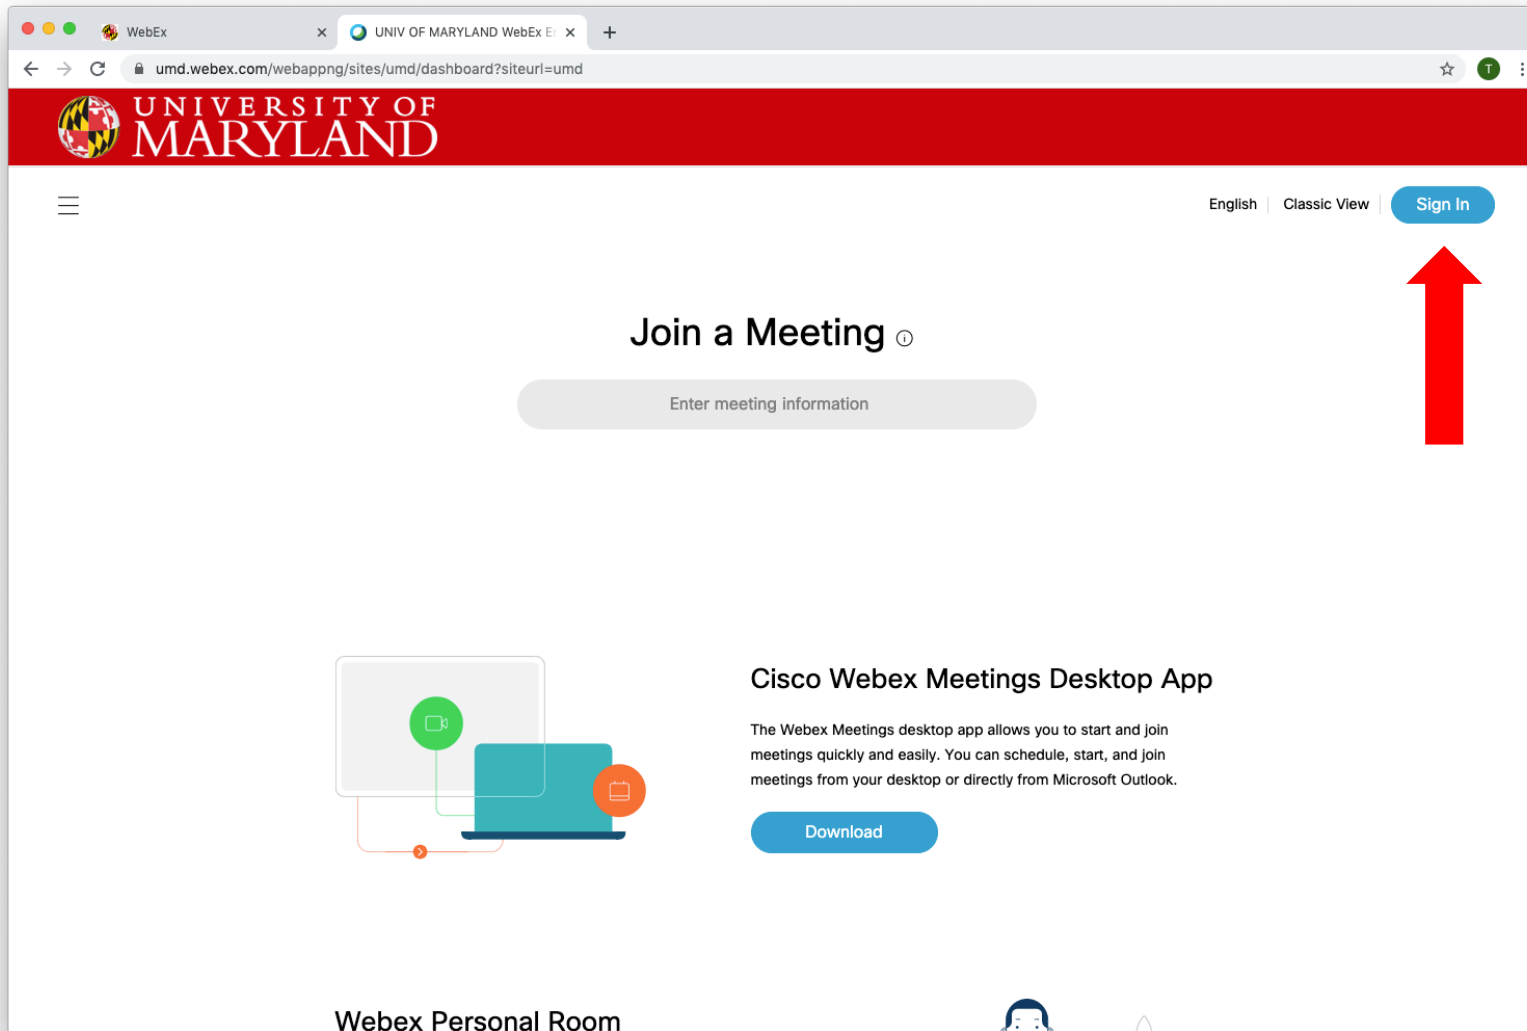 WebEx
UNIV OF MARYLAND WebEx E
umd.webex.com/webappng/sites/umd/dashboard?siteurl=umd
T
UNIVERSITY OF
MARYLAND
English
Classic View
Sign In
Join a Meeting
Enter meeting information
Cisco Webex Meetings Desktop App
The Webex Meetings desktop app allows you to start and join
meetings quickly and easily. You can schedule, start, and join
meetings from your desktop or directly from Microsoft Outlook.
Download
Webex Personal Room